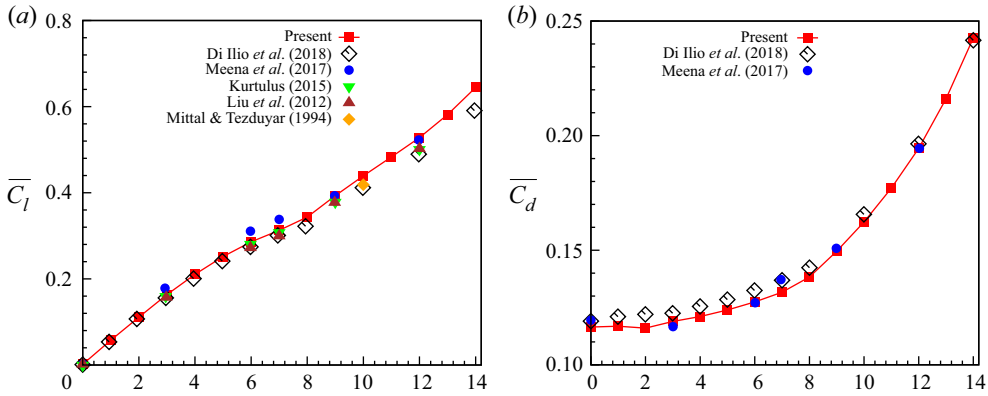 (a)
0.8
Present
Di Ilio et al. (2018)
Meena et al. (2017)
Kurtulus (2015)
Liu et al. (2012)
Mittal & Tezduyar (1994)
0.6
C_l
0.4
0.2
0 2 4 6 8 10 12 14
(b)
0.25
Present
Di Ilio et al. (2018)
Meena et al. (2017)
0.20
C_d
0.15
0.10
0 2 4 6 8 10 12 14